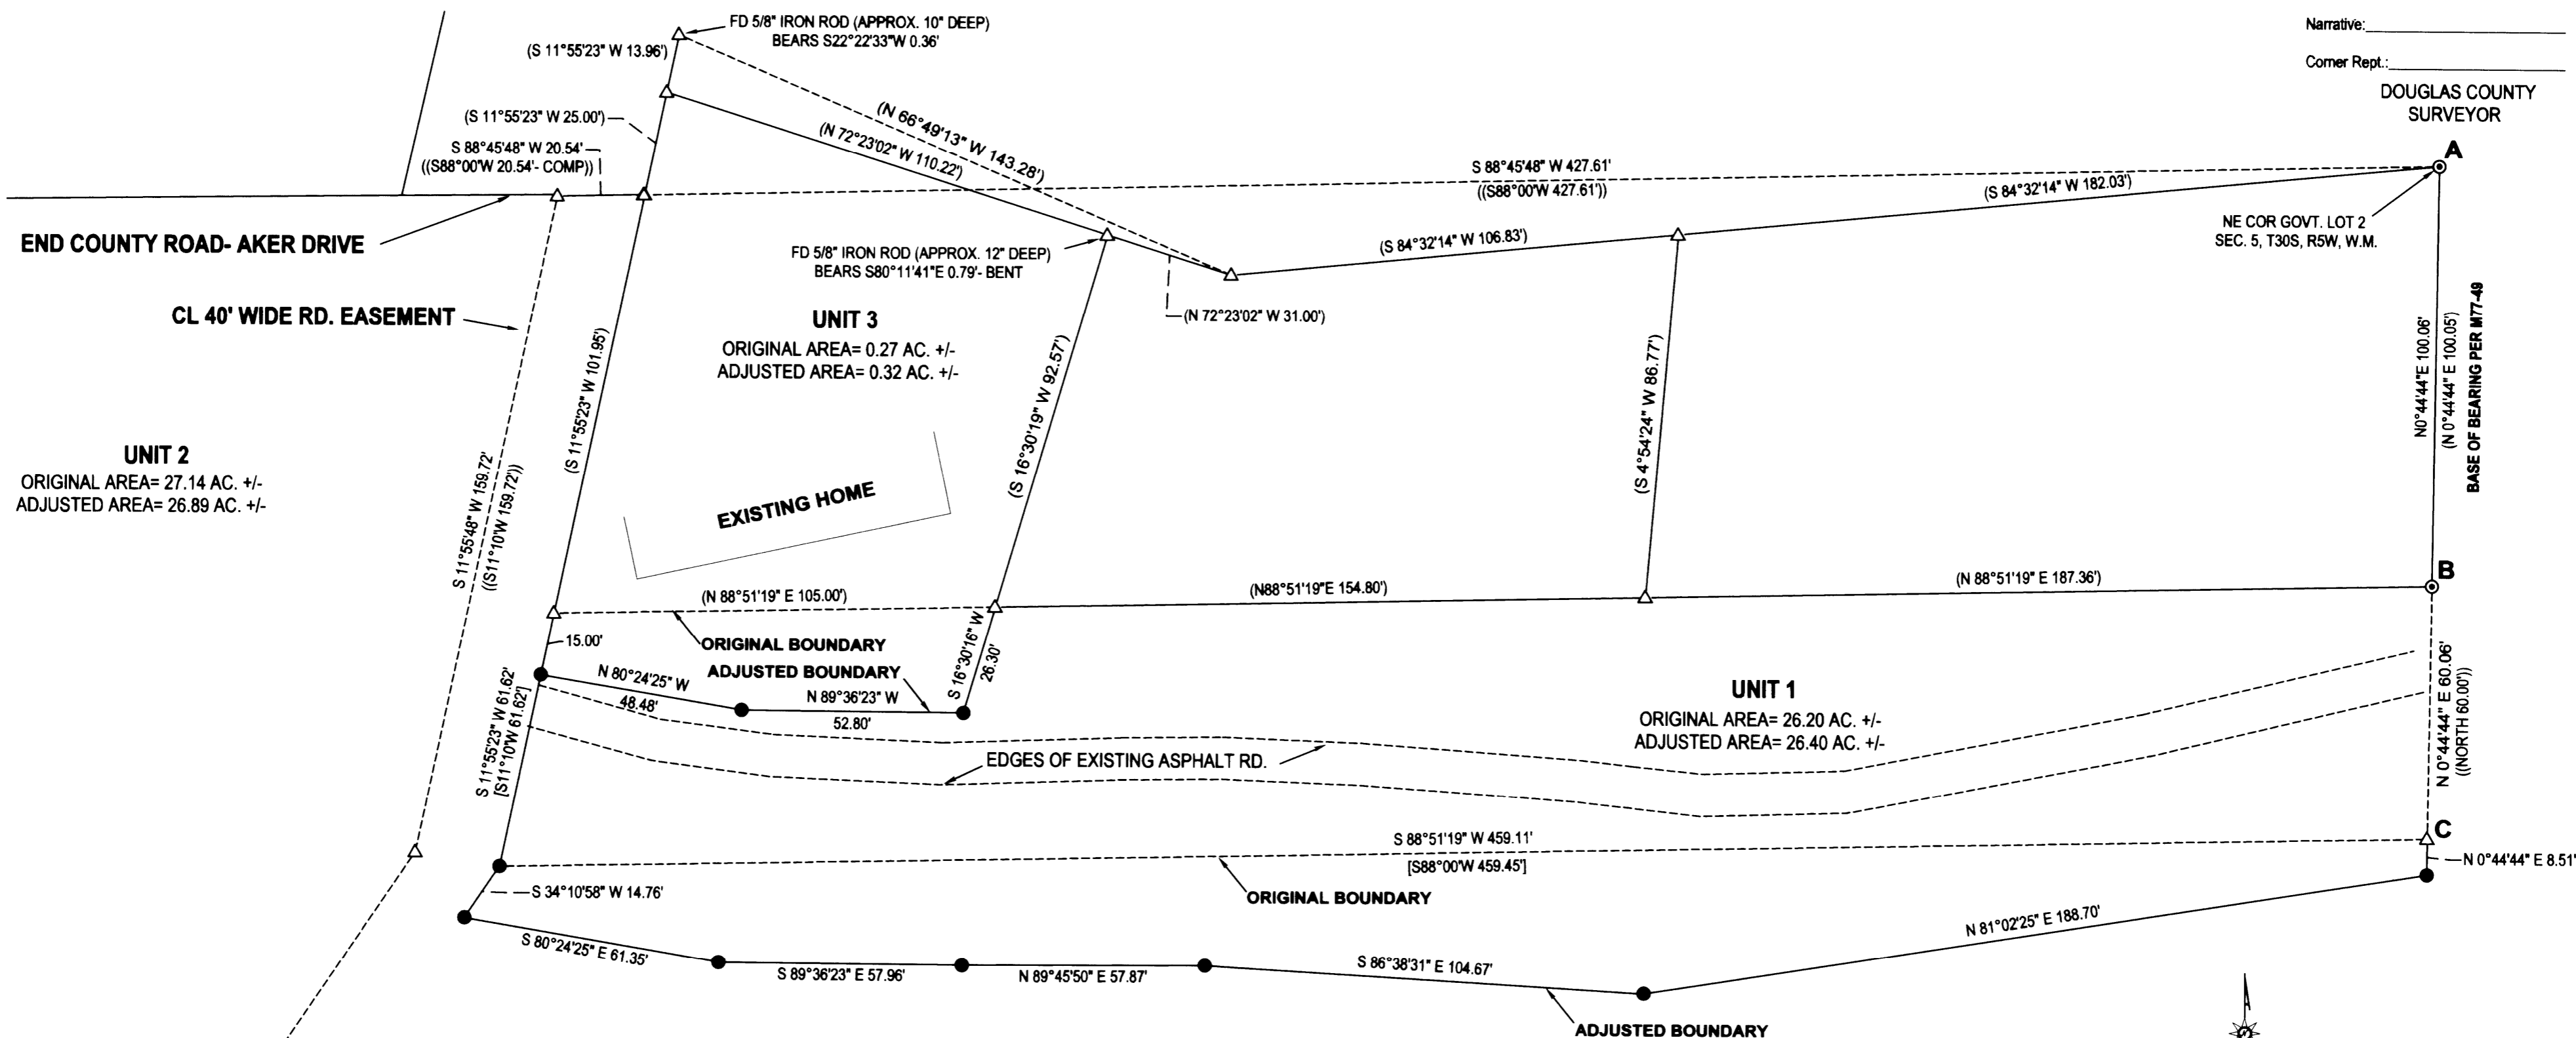 Narrative:
Corner Rept.:
DOUGLAS COUNTY
SURVEYOR
FD 5/8" IRON ROD (APPROX. 10" DEEP)
BEARS S22°22'33"W 0.36'
(S 11°55'23" W 13.96')
(S 11°55'23" W 25.00')
S 88°45'48" W 20.54'
((S88°00'W 20.54'- COMP))
(N 66°49'13" W 143.28')
(N 72°23'02" W 110.22')
S 88°45'48" W 427.61'
((S88°00'W 427.61'))
(S 84°32'14" W 182.03')
A
NE COR GOVT. LOT 2
SEC. 5, T30S, R5W, W.M.
END COUNTY ROAD- AKER DRIVE
FD 5/8" IRON ROD (APPROX. 12" DEEP)
BEARS S80°11'41"E 0.79'- BENT
(S 84°32'14" W 106.83')
(N 72°23'02" W 31.00')
CL 40' WIDE RD. EASEMENT
UNIT 3
ORIGINAL AREA= 0.27 AC. +/-
ADJUSTED AREA= 0.32 AC. +/-
(S 11°55'23" W 101.95')
(S 16°30'19" W 92.57')
(S 4°54'24" W 86.77')
N0°44'44"E 100.06'
(N 0°44'44" E 100.05')
BASE OF BEARING PER M77-49
UNIT 2
ORIGINAL AREA= 27.14 AC. +/-
ADJUSTED AREA= 26.89 AC. +/-
S 11°55'48" W 159.72'
((S11°10'W 159.72'))
EXISTING HOME
(N 88°51'19" E 105.00')
(N88°51'19"E 154.80')
(N 88°51'19" E 187.36')
B
15.00'
ORIGINAL BOUNDARY
ADJUSTED BOUNDARY
S 16°30'16" W
26.30'
N 80°24'25" W
48.48'
N 89°36'23" W
52.80'
S 11°55'23" W 61.62'
[S11°10'W 61.62']
UNIT 1
ORIGINAL AREA= 26.20 AC. +/-
ADJUSTED AREA= 26.40 AC. +/-
N 0°44'44" E 60.06'
((NORTH 60.00'))
EDGES OF EXISTING ASPHALT RD.
S 88°51'19" W 459.11'
[S88°00'W 459.45']
C
N 0°44'44" E 8.51'
ORIGINAL BOUNDARY
S 34°10'58" W 14.76'
S 80°24'25" E 61.35'
S 89°36'23" E 57.96'
N 89°45'50" E 57.87'
S 86°38'31" E 104.67'
N 81°02'25" E 188.70'
ADJUSTED BOUNDARY